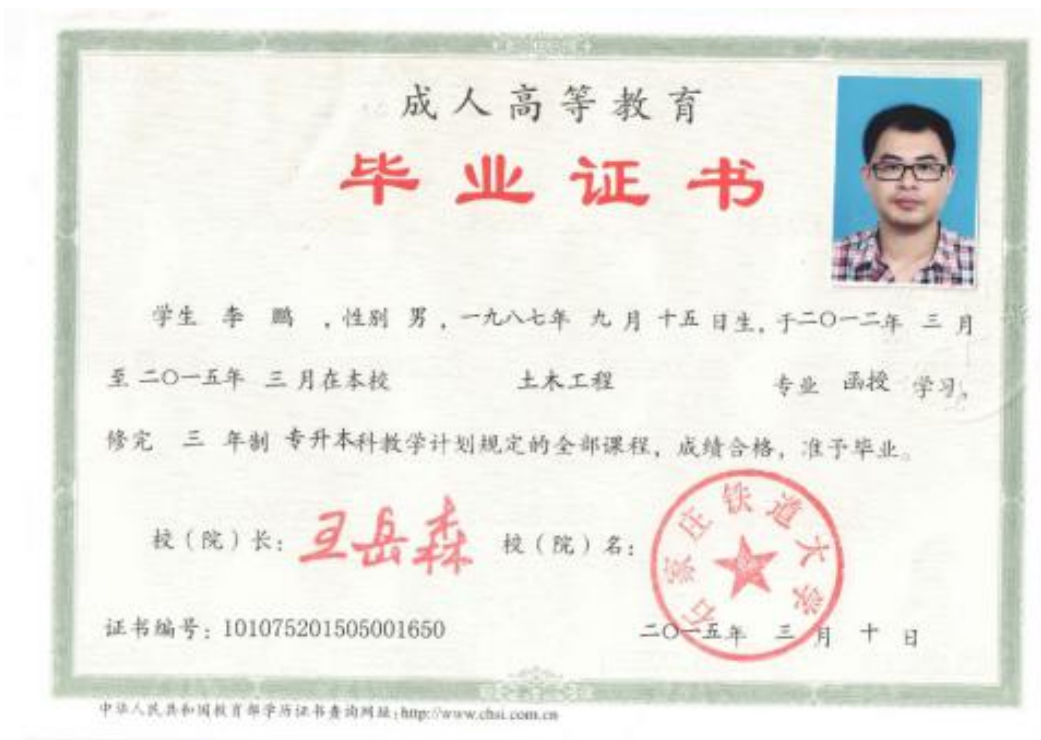 成人高等教育
毕业证书
学生 李 鹏 ，性别 男，一九八七年 九 月 十五 日生，于二〇一二年 三 月
至 二〇一五年 三 月在本校 土木工程 专业 函授 学习，
修完 三 年制 专升本科教学计划规定的全部课程，成绩合格，准予毕业。
校（院）长：王岳森 校（院）名：
石家庄铁道大学
证书编号：101075201505001650
二〇一五年 三 月 十 日
中华人民共和国教育部学历证书查询网址：http://www.chsi.com.cn